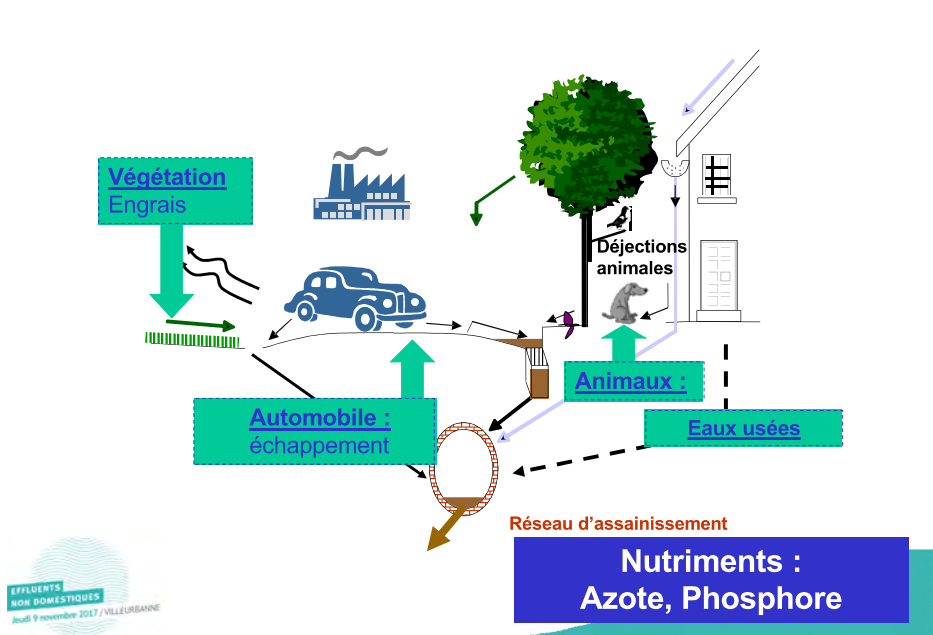 Végétation
Engrais
Déjections
animales
Animaux :
Automobile :
échappement
Eaux usées
Réseau d'assainissement
Nutriments :
Azote, Phosphore
EFFLUENTS
NON DOMESTIQUES
Jeudi 9 novembre 2017 / VILLEURBANNE